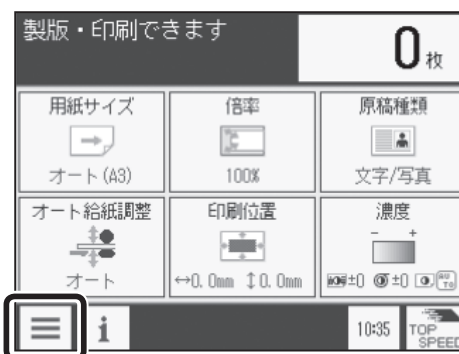 製版・印刷できます
0枚
用紙サイズ
オート(A3)
倍率
100%
原稿種類
文字/写真
オート給紙調整
オート
印刷位置
↔0.0mm ↕0.0mm
濃度
- +
±0 ±0 AUTO
i
10:35
TOP SPEED